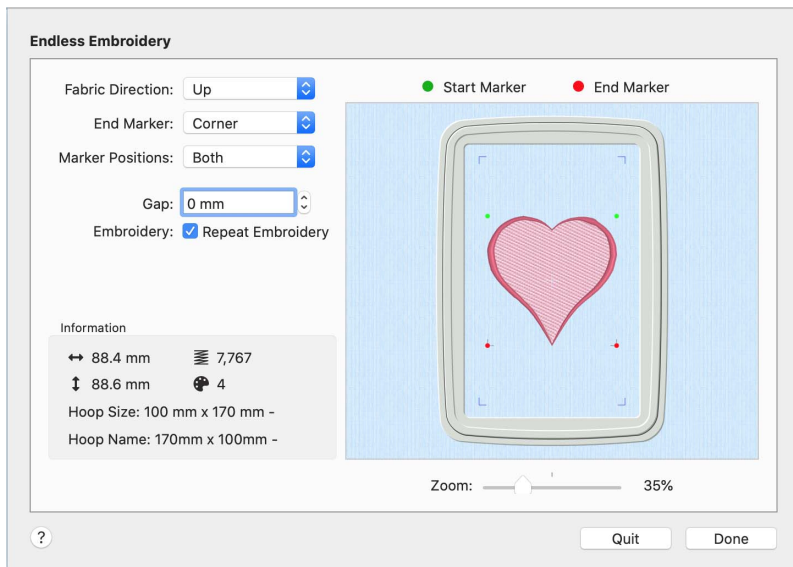 Endless Embroidery
Fabric Direction: Up
End Marker: Corner
Marker Positions: Both
Gap: 0 mm
Embroidery: Repeat Embroidery
Information
88.4 mm 7,767
88.6 mm 4
Hoop Size: 100 mm x 170 mm -
Hoop Name: 170mm x 100mm -
Start Marker End Marker
Zoom: 35%
?
Quit Done